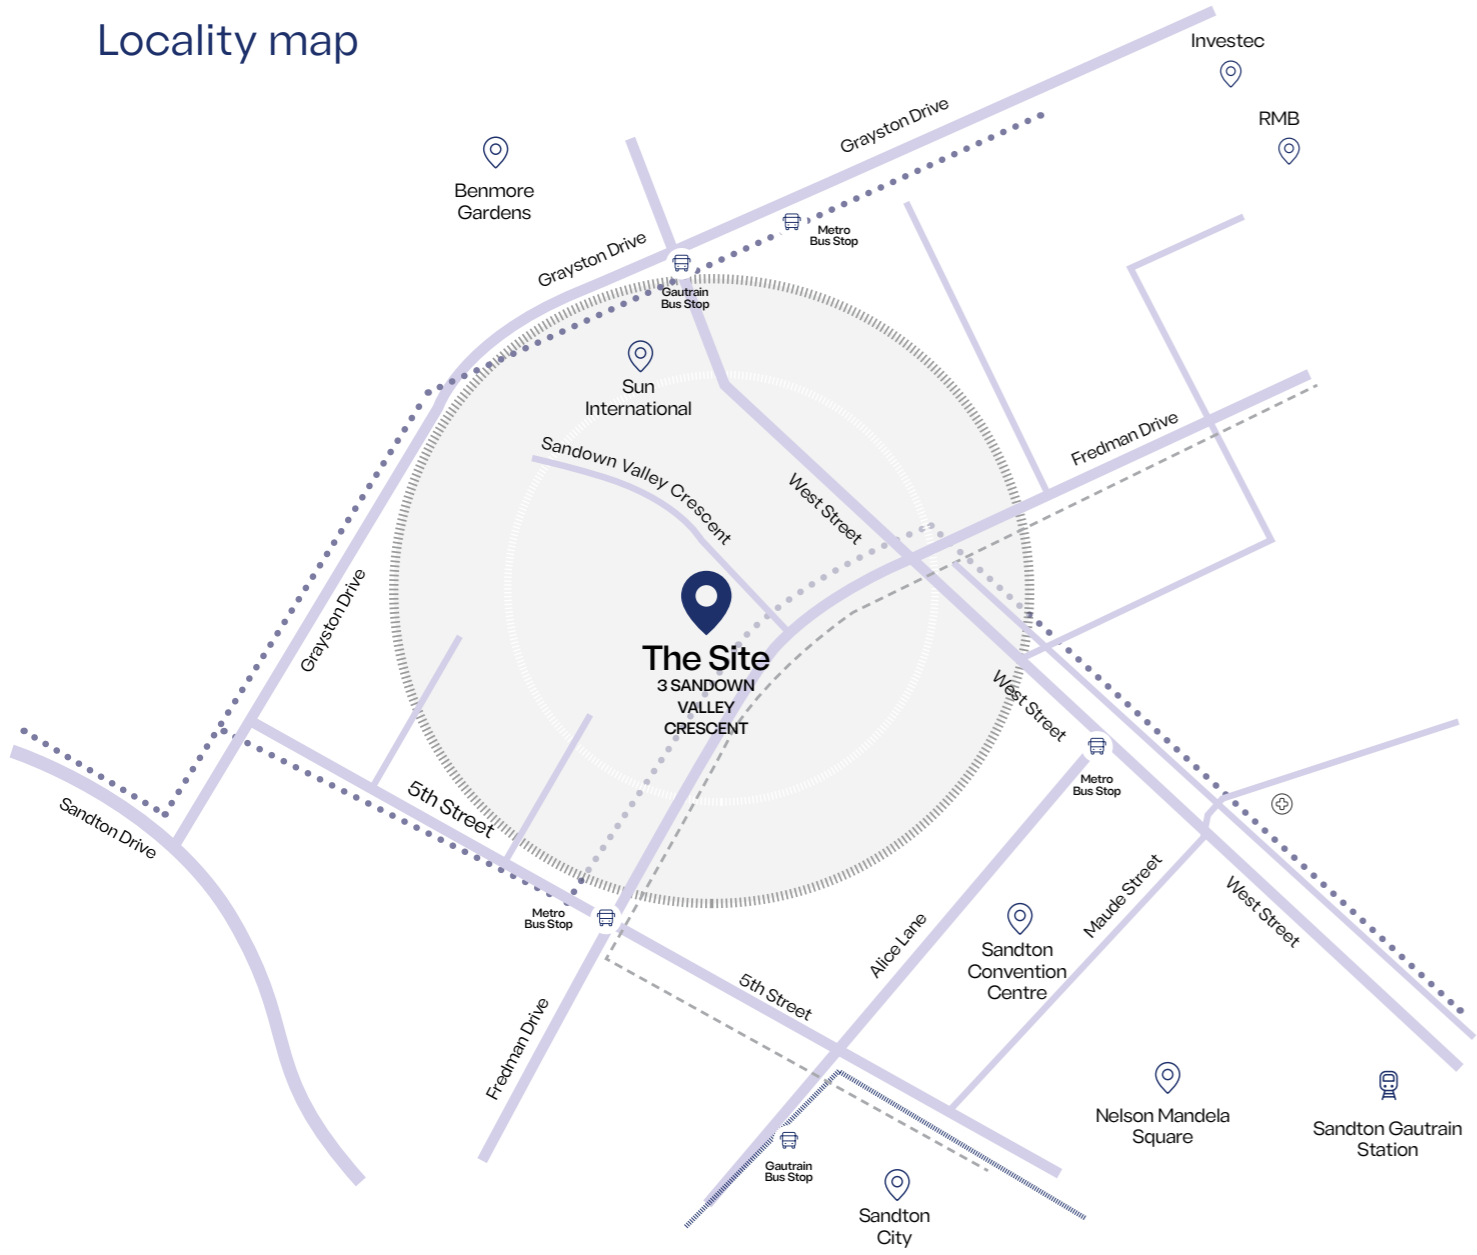 Locality map
Investec
RMB
Grayston Drive
Benmore
Gardens
Metro
Bus Stop
Grayston Drive
Gautrain
Bus Stop
Sun
International
Fredman Drive
Sandown Valley Crescent
West Street
Grayston Drive
The Site
3 SANDOWN
VALLEY
CRESCENT
West Street
Metro
Bus Stop
5th Street
Sandton Drive
Maude Street
West Street
Metro
Bus Stop
Alice Lane
Sandton
Convention
Centre
5th Street
Fredman Drive
Nelson Mandela
Square
Sandton Gautrain
Station
Gautrain
Bus Stop
Sandton
City